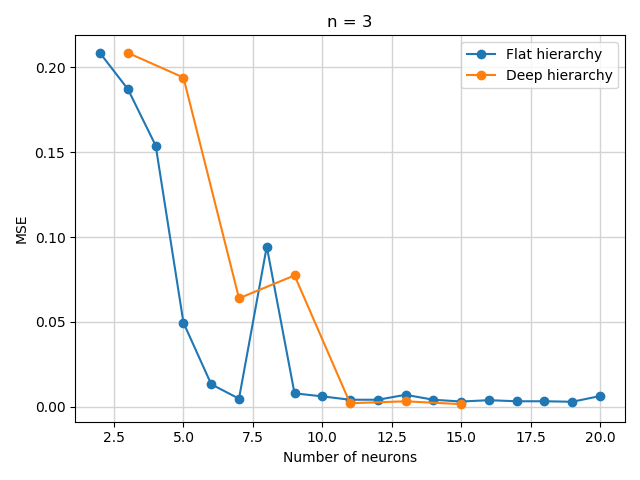 n = 3
Flat hierarchy
Deep hierarchy
MSE
0.20
0.15
0.10
0.05
0.00
2.5 5.0 7.5 10.0 12.5 15.0 17.5 20.0
Number of neurons